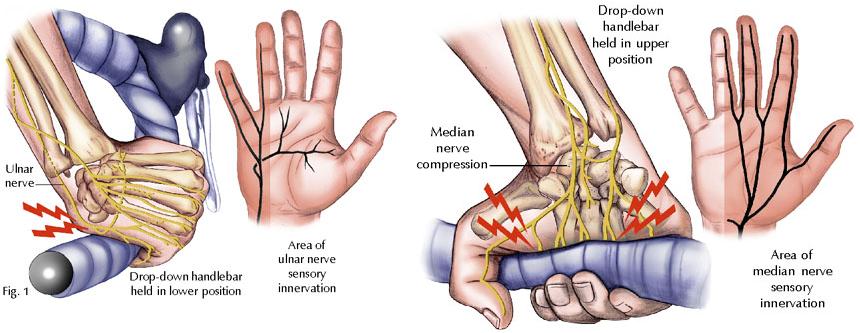 Ulnar
nerve
Fig. 1
Drop-down handlebar
held in lower position
Area of
ulnar nerve
sensory
innervation
Drop-down
handlebar
held in upper
position
Median
nerve
compression
Area of
median nerve
sensory
innervation